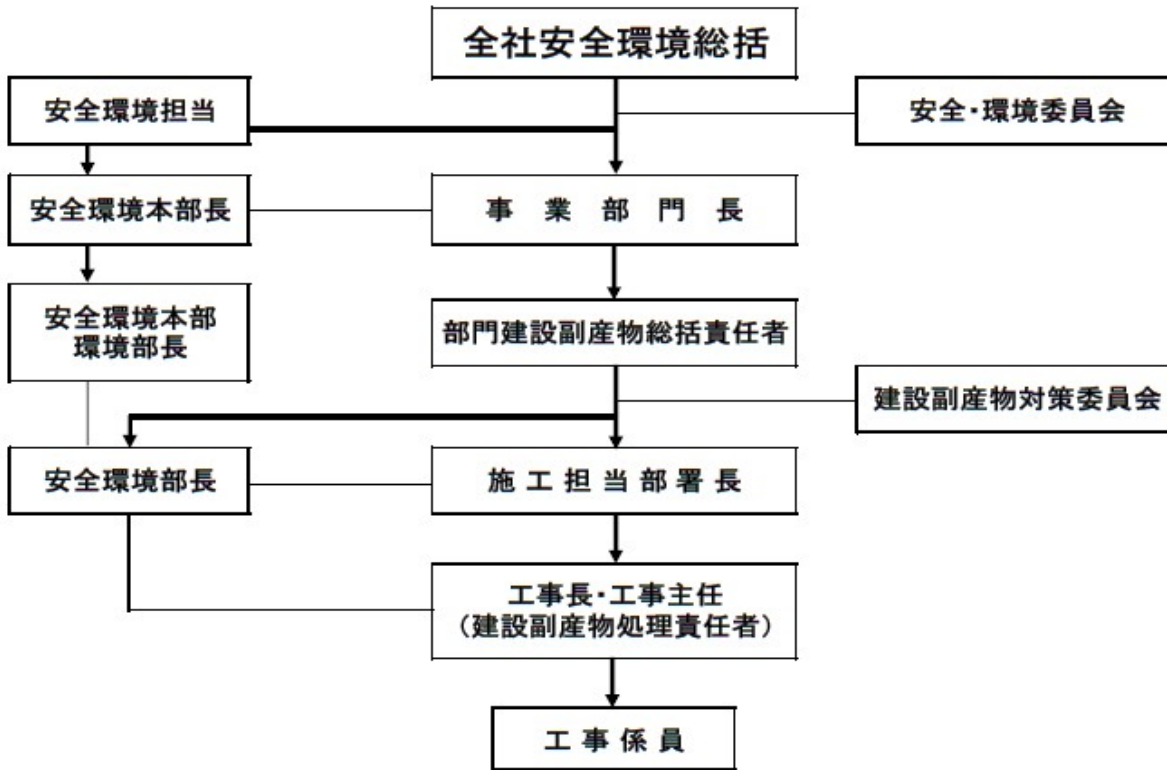 全社安全環境総括
安全環境担当
安全・環境委員会
安全環境本部長
事業部門長
安全環境本部
環境部長
部門建設副産物総括責任者
建設副産物対策委員会
安全環境部長
施工担当部署長
工事長・工事主任
(建設副産物処理責任者)
工事係員